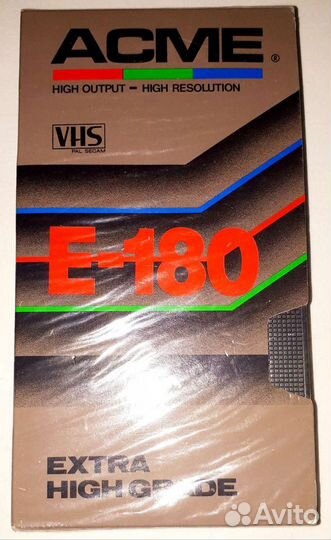 ACME ®
HIGH OUTPUT - HIGH RESOLUTION
VHS
PAL SECAM
E-180
EXTRA
HIGH GRADE
Avito